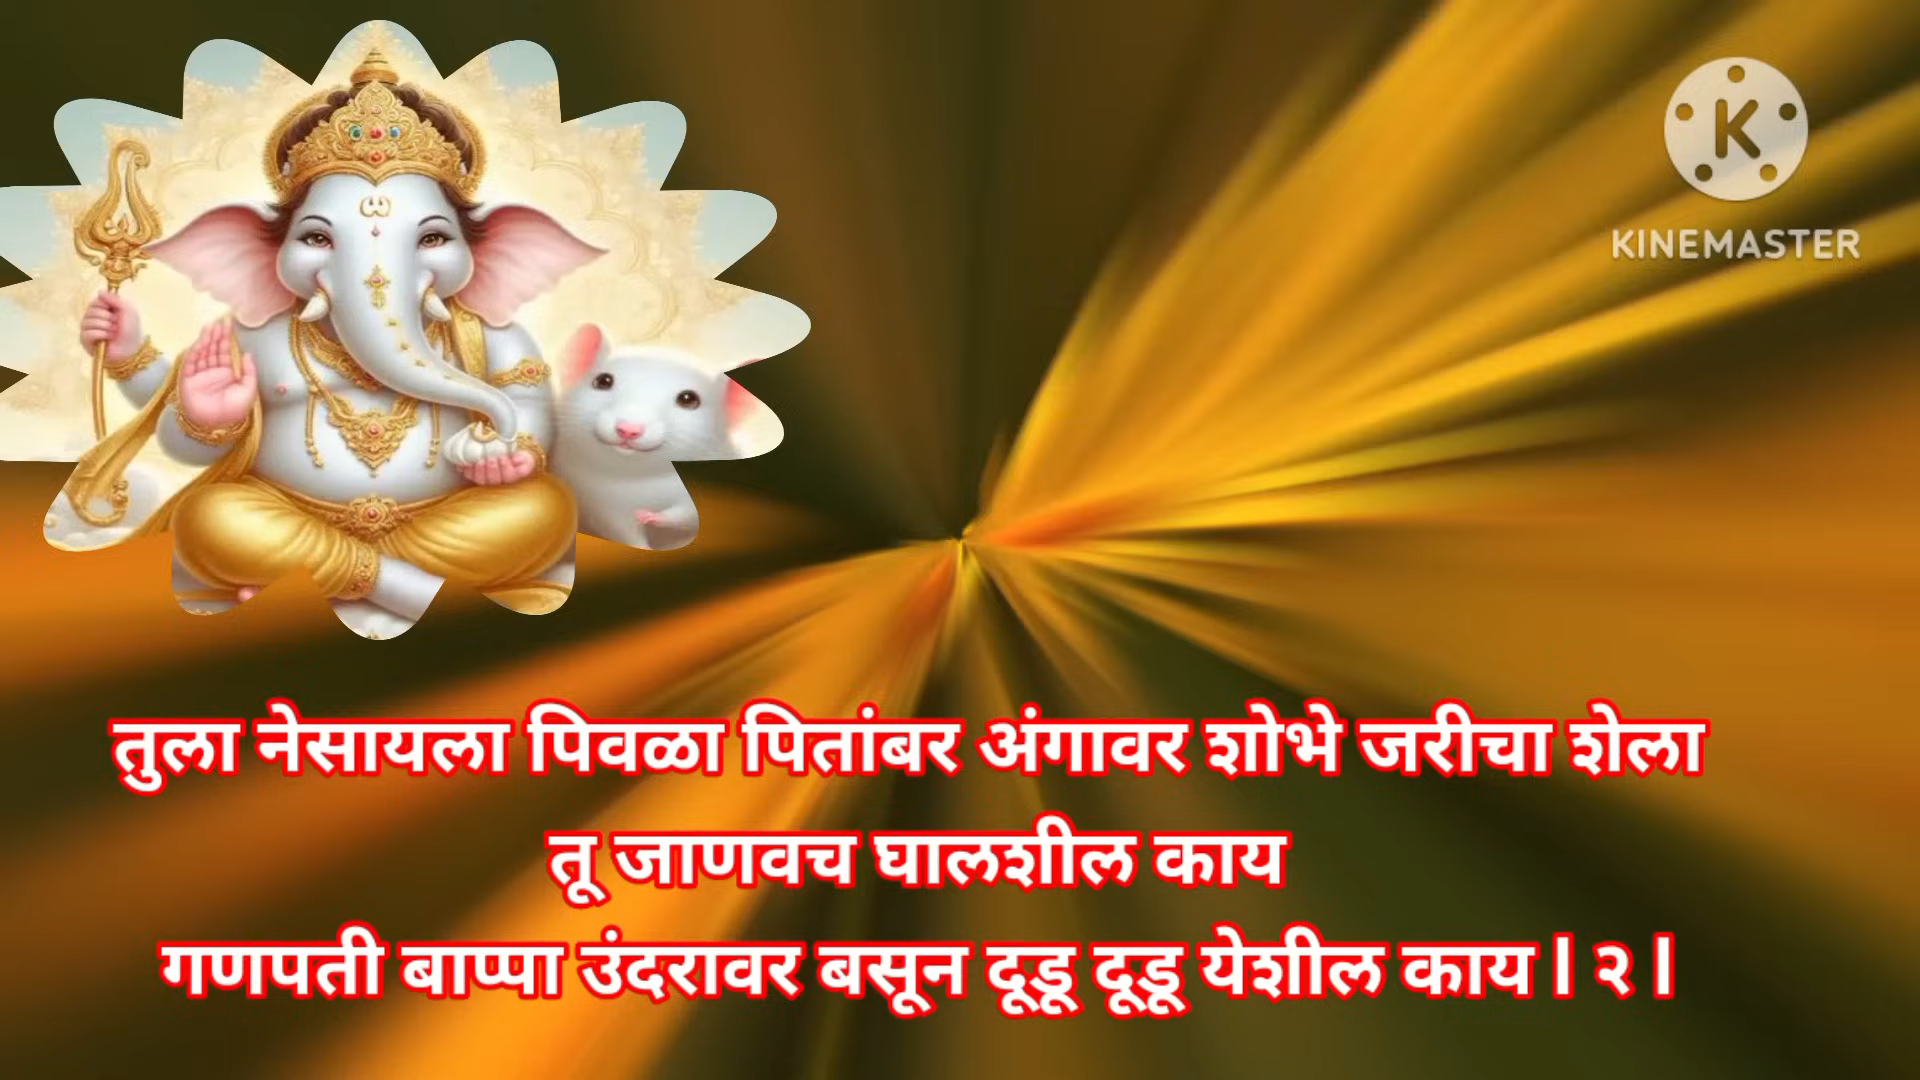 K
KINEMASTER
तुला नेसायला पिवळा पितांबर अंगावर शोभे जरीचा शेला
तू जाणवच घालशील काय
गणपती बाप्पा उंदरावर बसून दूडू दूडू येशील काय । २ ।